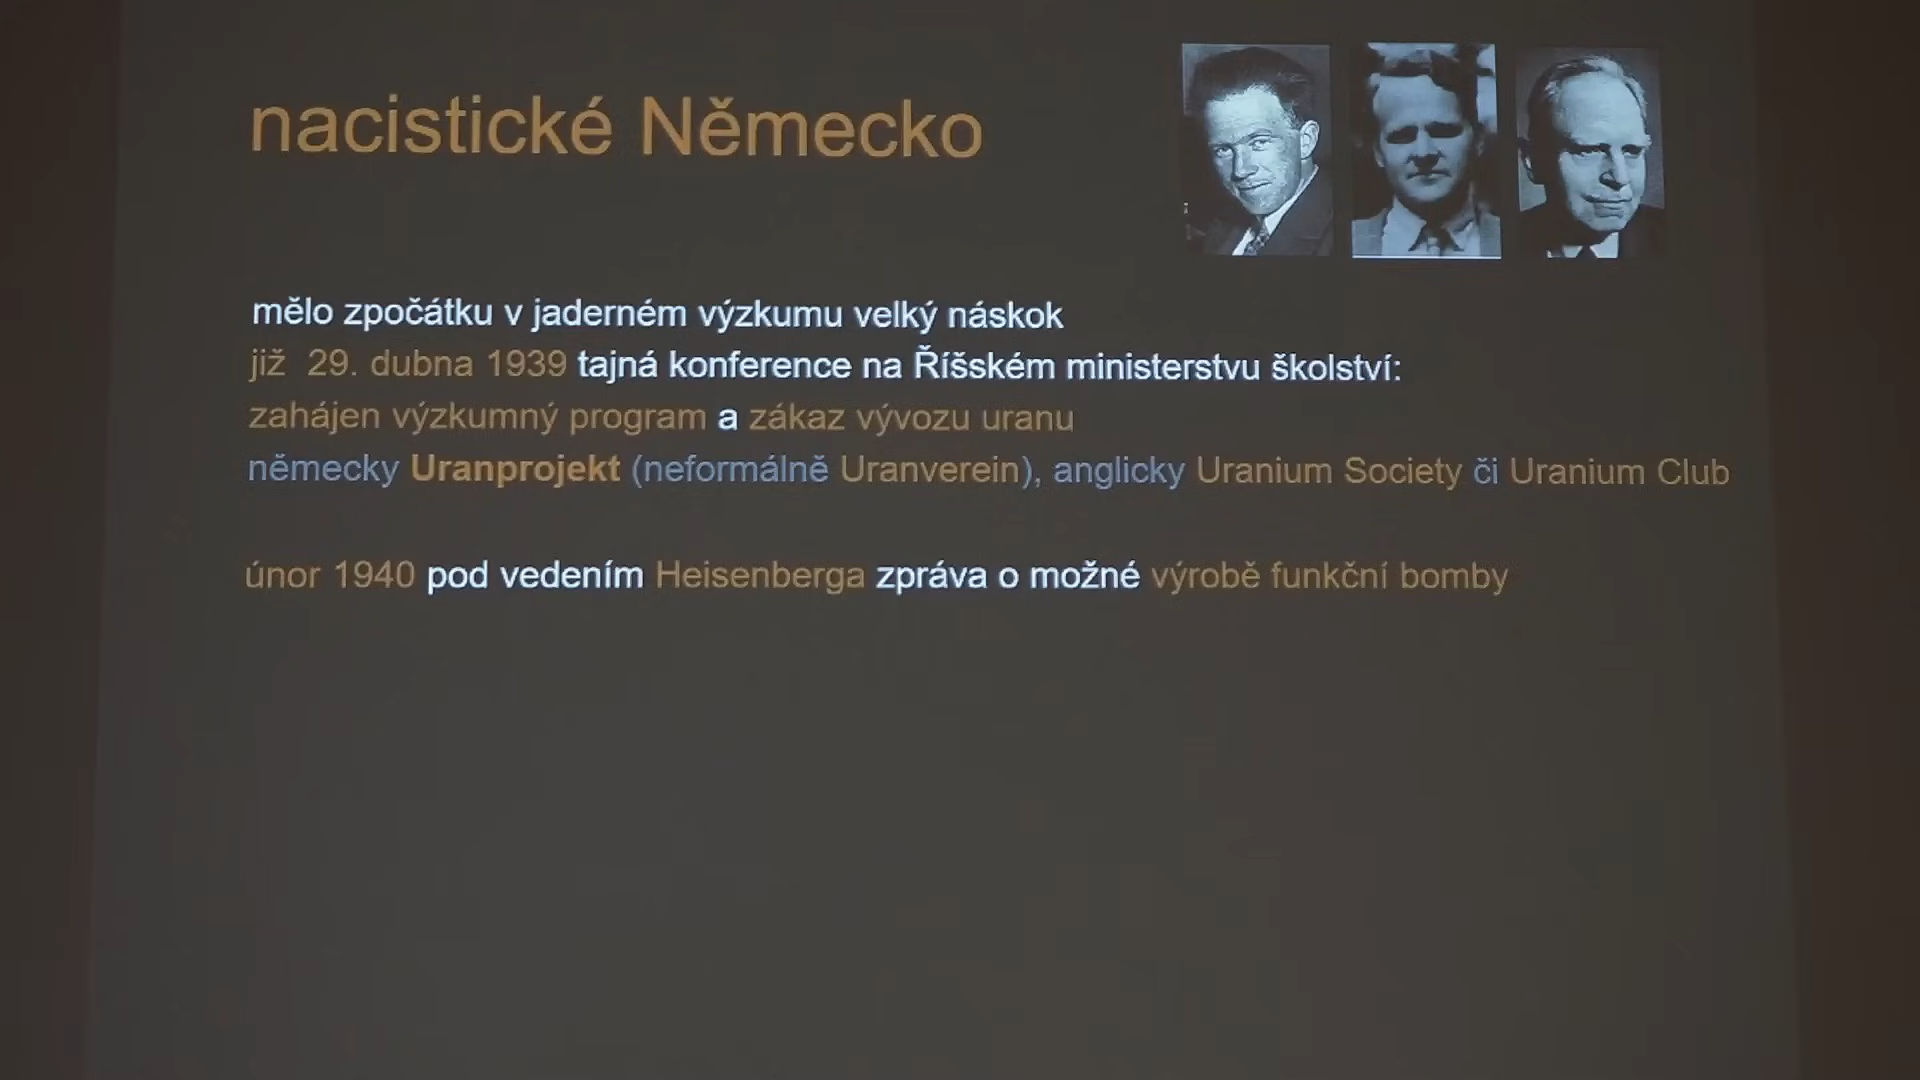 nacistické Německo
mělo zpočátku v jaderném výzkumu velký náskok
již 29. dubna 1939 tajná konference na Říšském ministerstvu školství:
zahájen výzkumný program a zákaz vývozu uranu
německy Uranprojekt (neformálně Uranverein), anglicky Uranium Society či Uranium Club
únor 1940 pod vedením Heisenberga zpráva o možné výrobě funkční bomby